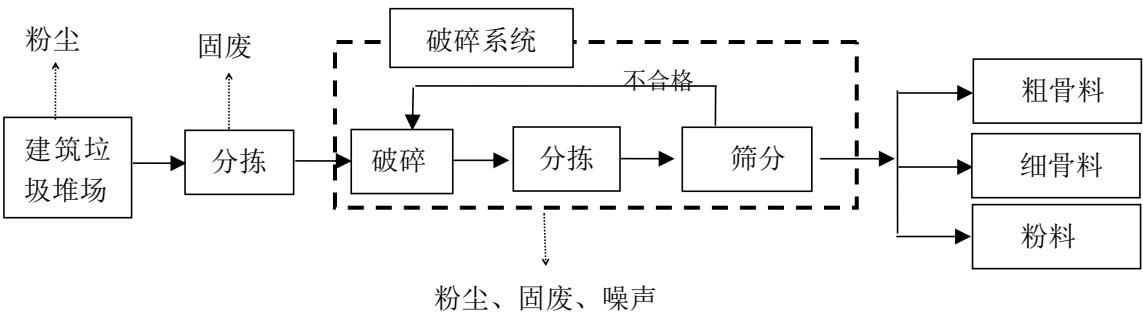 粉尘
固废
破碎系统
不合格
建筑垃
圾堆场
分拣
破碎
分拣
筛分
粗骨料
细骨料
粉料
粉尘、固废、噪声